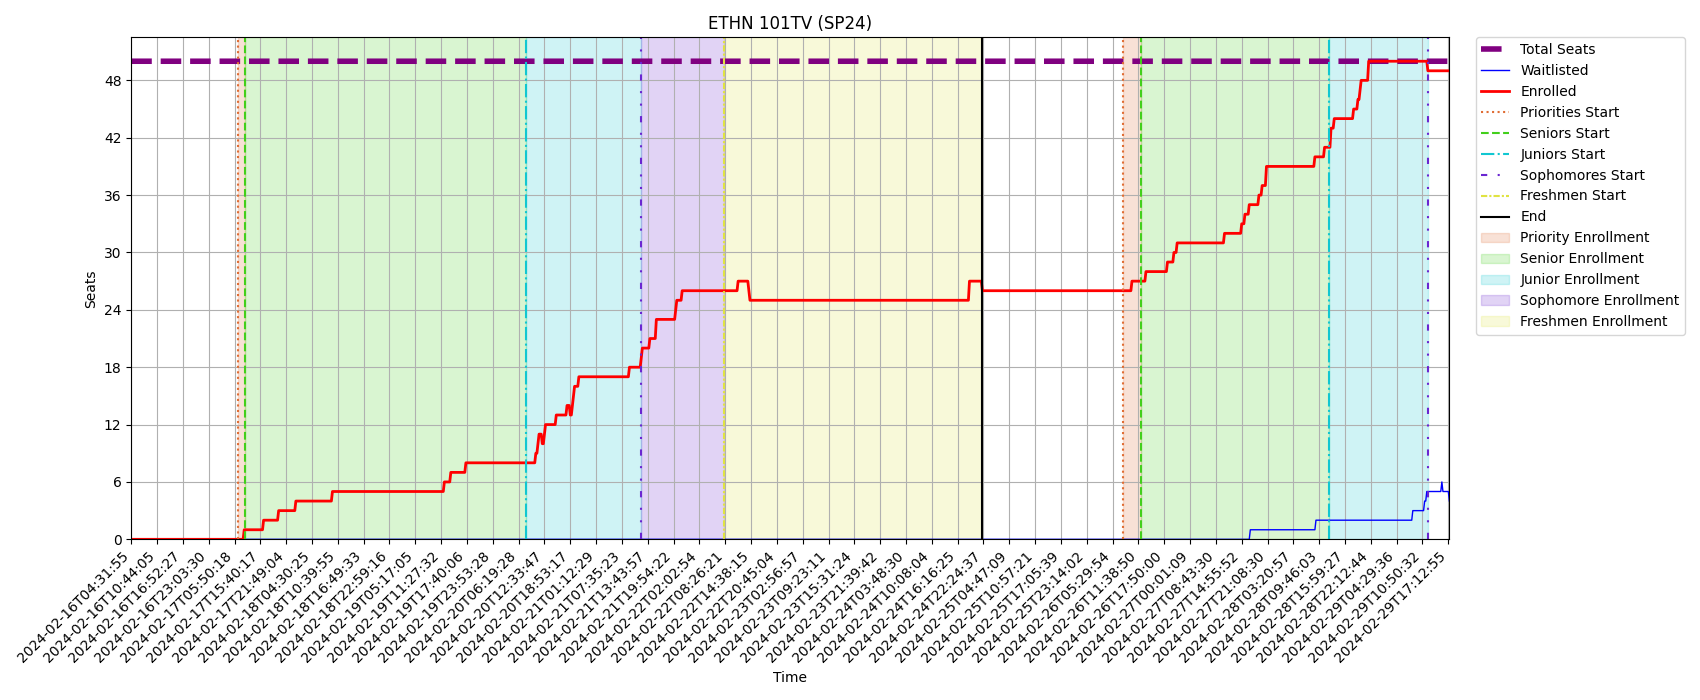 ETHN 101TV (SP24)
Seats
48
42
36
30
24
18
12
6
0
2024-02-16T04:31:55
2024-02-16T10:44:05
2024-02-16T16:52:27
2024-02-16T23:03:30
2024-02-17T05:50:18
2024-02-17T15:40:17
2024-02-17T21:49:04
2024-02-18T04:30:25
2024-02-18T10:39:55
2024-02-18T16:49:33
2024-02-18T22:59:16
2024-02-19T05:17:05
2024-02-19T11:27:32
2024-02-19T17:40:06
2024-02-19T23:53:28
2024-02-20T06:19:28
2024-02-20T12:33:47
2024-02-20T18:53:17
2024-02-21T01:12:29
2024-02-21T07:35:23
2024-02-21T13:43:57
2024-02-21T19:54:22
2024-02-22T02:02:54
2024-02-22T08:26:21
2024-02-22T14:38:15
2024-02-22T20:45:04
2024-02-23T02:56:57
2024-02-23T09:23:11
2024-02-23T15:31:24
2024-02-23T21:39:42
2024-02-24T03:48:30
2024-02-24T10:08:04
2024-02-24T16:16:25
2024-02-24T22:24:37
2024-02-25T04:47:09
2024-02-25T10:57:21
2024-02-25T17:05:39
2024-02-25T23:14:02
2024-02-26T05:29:54
2024-02-26T11:38:50
2024-02-26T17:50:00
2024-02-27T00:01:09
2024-02-27T08:43:30
2024-02-27T14:55:52
2024-02-27T21:08:30
2024-02-28T03:20:57
2024-02-28T09:46:03
2024-02-28T15:59:27
2024-02-28T22:12:44
2024-02-29T04:29:36
2024-02-29T10:50:32
2024-02-29T17:12:55
Time
Total Seats
Waitlisted
Enrolled
Priorities Start
Seniors Start
Juniors Start
Sophomores Start
Freshmen Start
End
Priority Enrollment
Senior Enrollment
Junior Enrollment
Sophomore Enrollment
Freshmen Enrollment